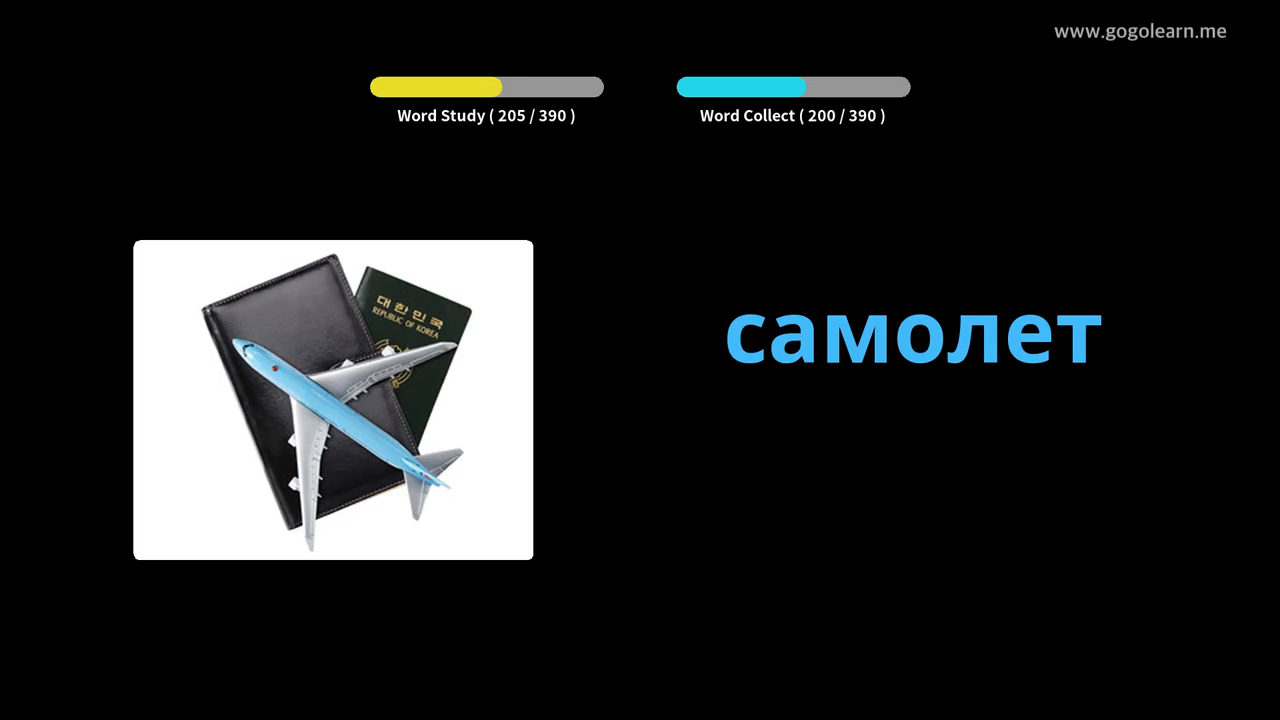 www.gogolearn.me
Word Study ( 205 / 390 )
Word Collect ( 200 / 390 )
대한민국
REPUBLIC OF KOREA
самолет